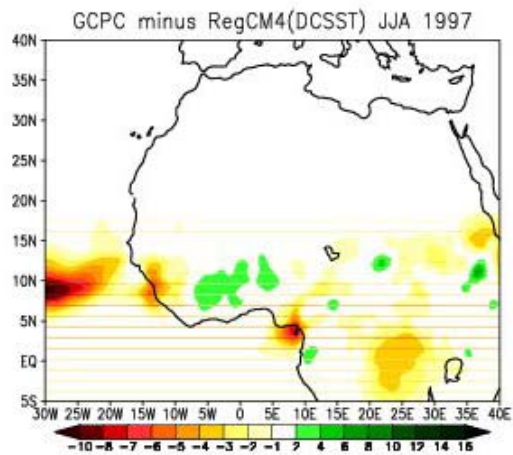 GCPC minus RegCM4(DCSST) JJA 1997
40N
35N
30N
25N
20N
15N
10N
5N
EQ
5S
30W 25W 20W 15W 10W 5W 0 5E 10E 15E 20E 25E 30E 35E 40E
-10 -8 -7 -6 -5 -4 -3 -2 -1 2 4 6 8 10 12 14 16